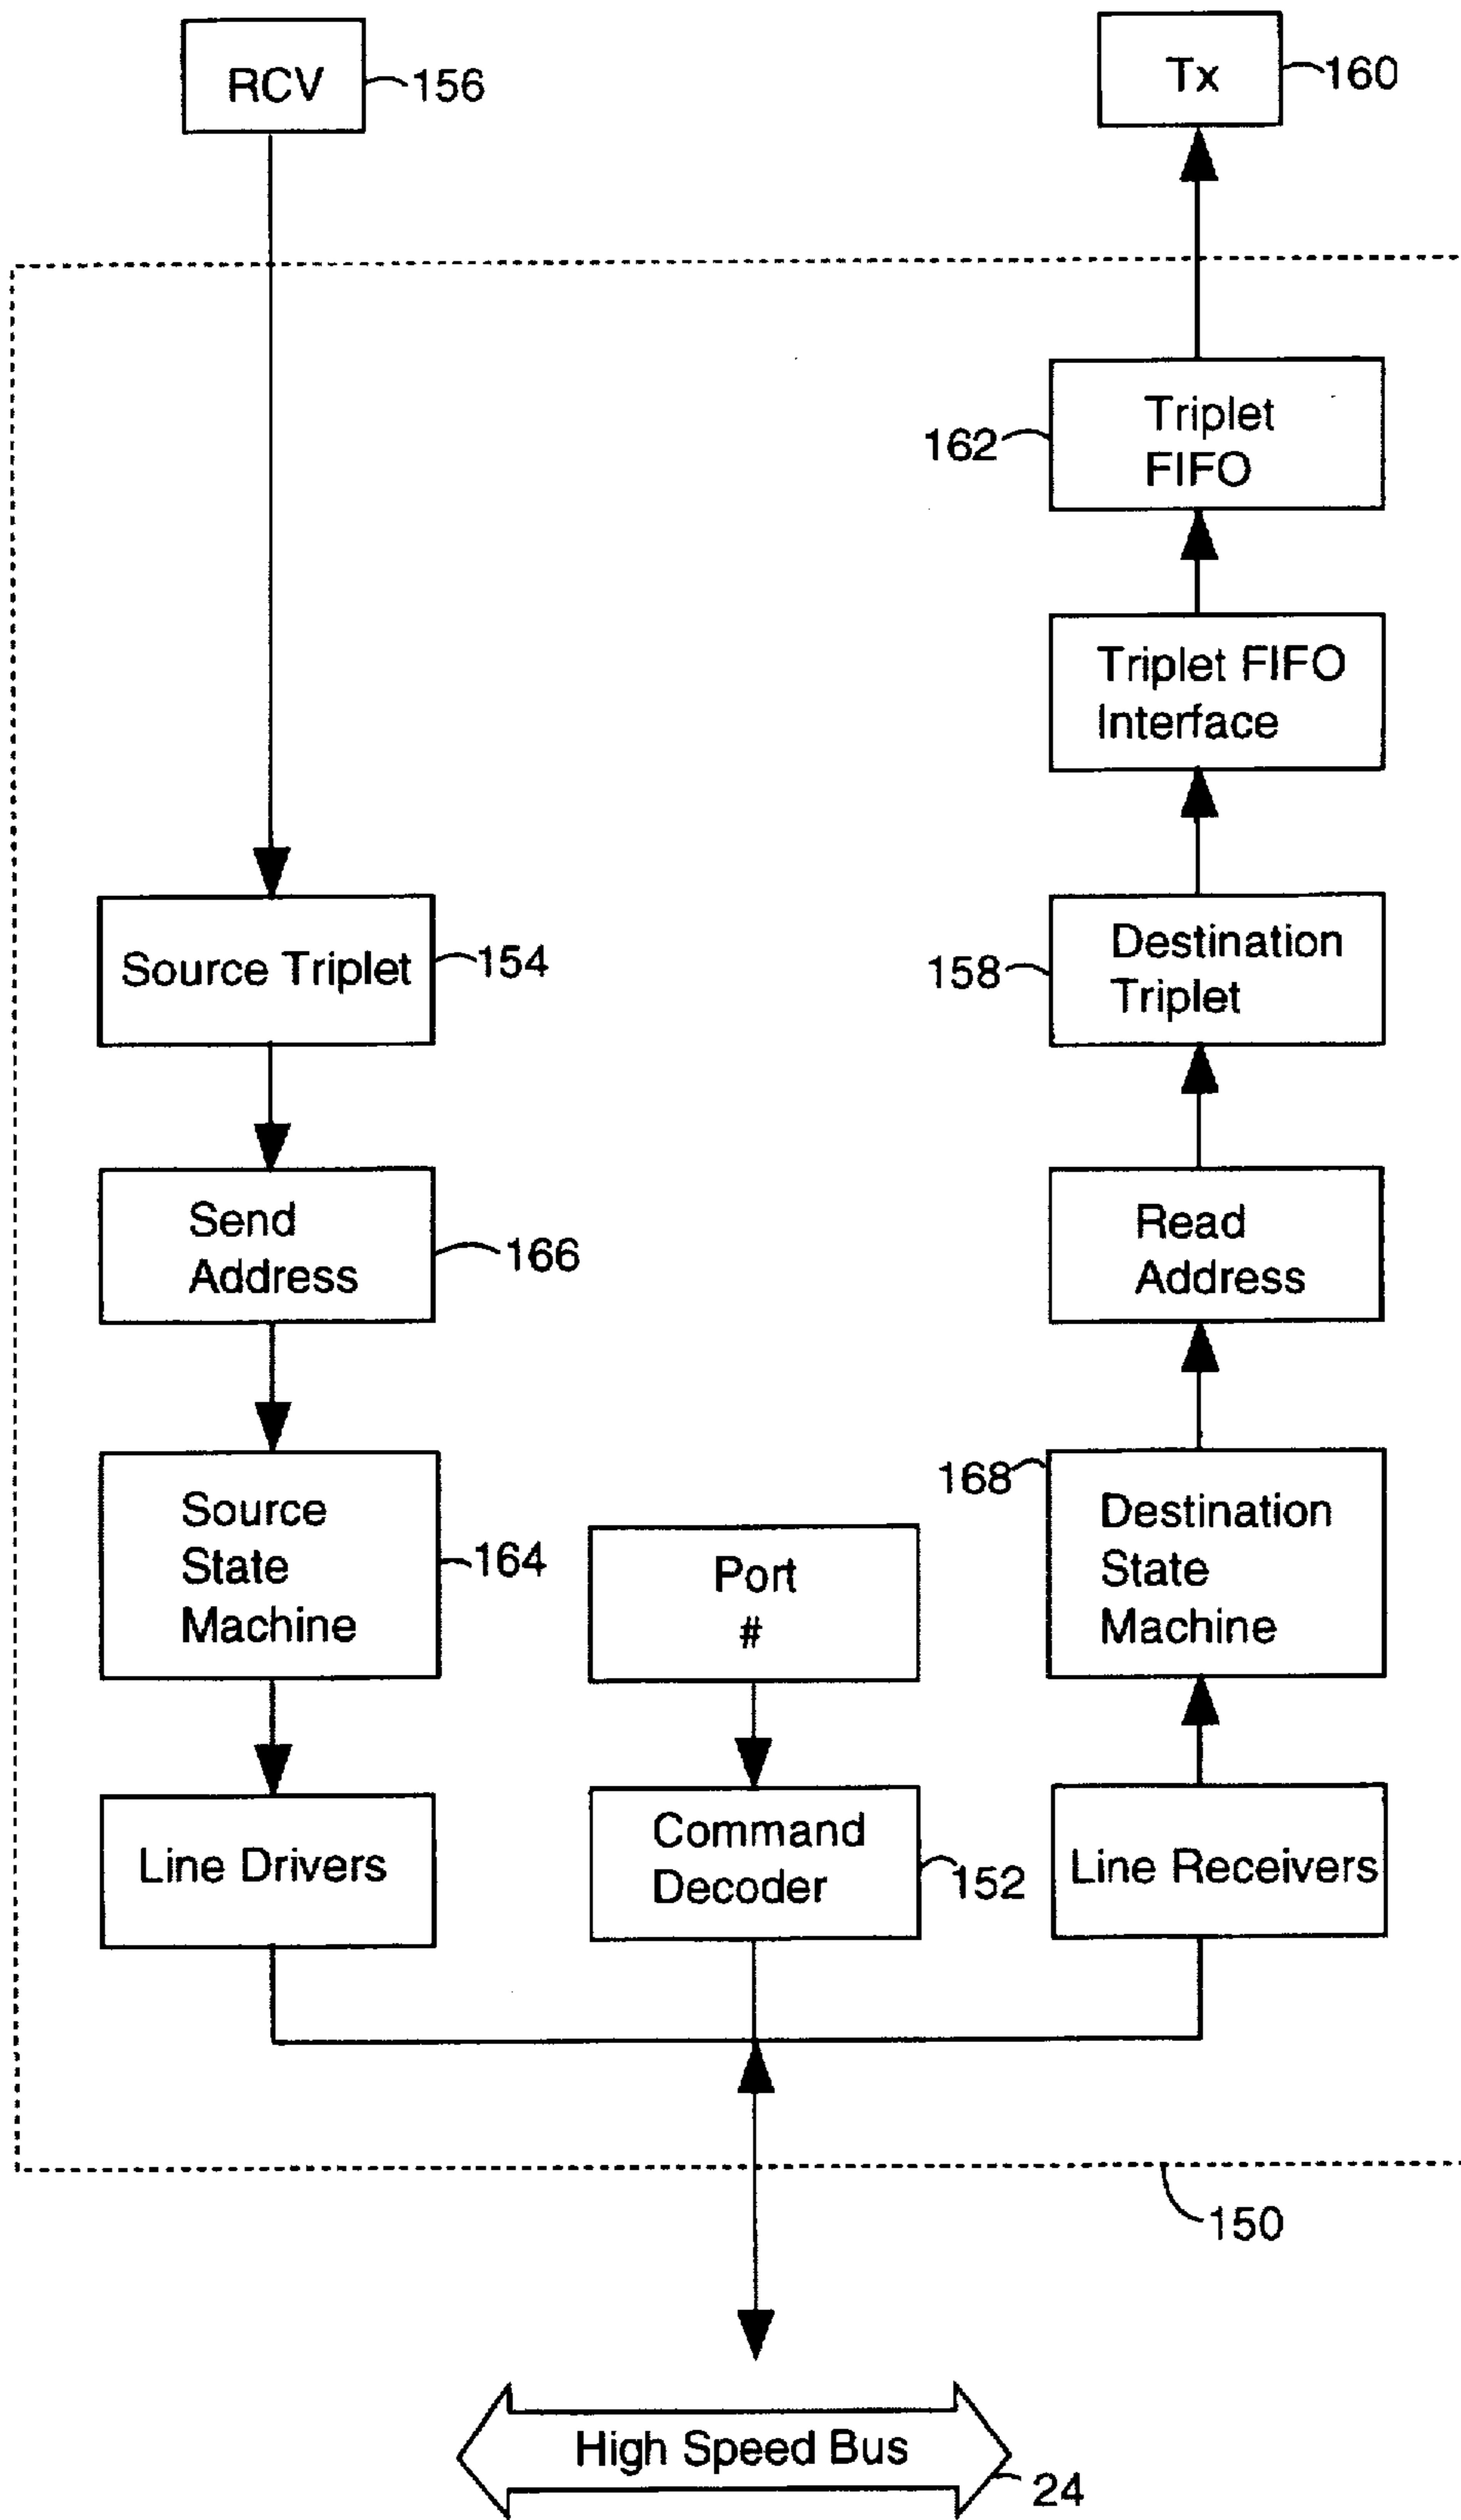 RCV
156
Tx
160
Triplet
FIFO
162
Triplet FIFO
Interface
Source Triplet
154
Destination
Triplet
158
Send
Address
166
Read
Address
Source
State
Machine
164
Port
#
168
Destination
State
Machine
Line Drivers
Command
Decoder
152
Line Receivers
150
High Speed Bus
24